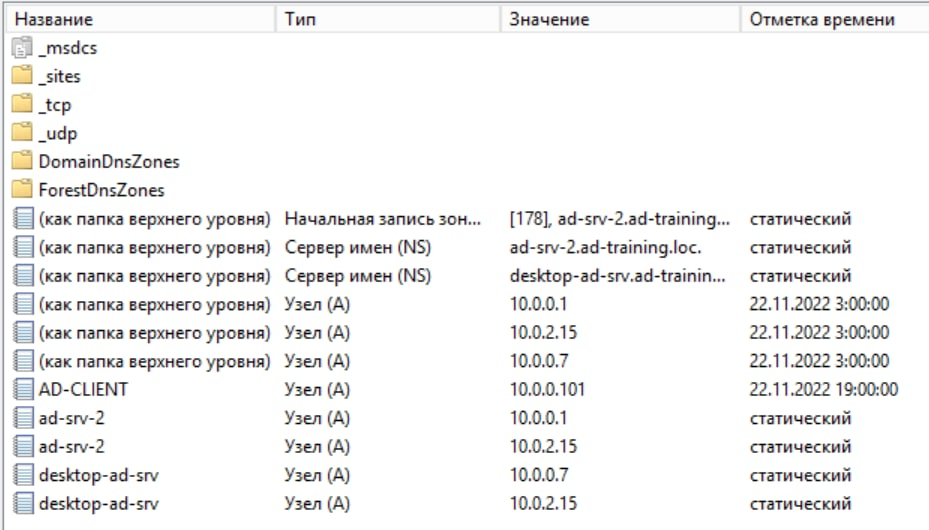 Название Тип Значение Отметка времени
_msdcs
_sites
_tcp
_udp
DomainDnsZones
ForestDnsZones
(как папка верхнего уровня) Начальная запись зон... [178], ad-srv-2.ad-training... статический
(как папка верхнего уровня) Сервер имен (NS) ad-srv-2.ad-training.loc. статический
(как папка верхнего уровня) Сервер имен (NS) desktop-ad-srv.ad-trainin... статический
(как папка верхнего уровня) Узел (A) 10.0.0.1 22.11.2022 3:00:00
(как папка верхнего уровня) Узел (A) 10.0.2.15 22.11.2022 3:00:00
(как папка верхнего уровня) Узел (A) 10.0.0.7 22.11.2022 3:00:00
AD-CLIENT Узел (A) 10.0.0.101 22.11.2022 19:00:00
ad-srv-2 Узел (A) 10.0.0.1 статический
ad-srv-2 Узел (A) 10.0.2.15 статический
desktop-ad-srv Узел (A) 10.0.0.7 статический
desktop-ad-srv Узел (A) 10.0.2.15 статический